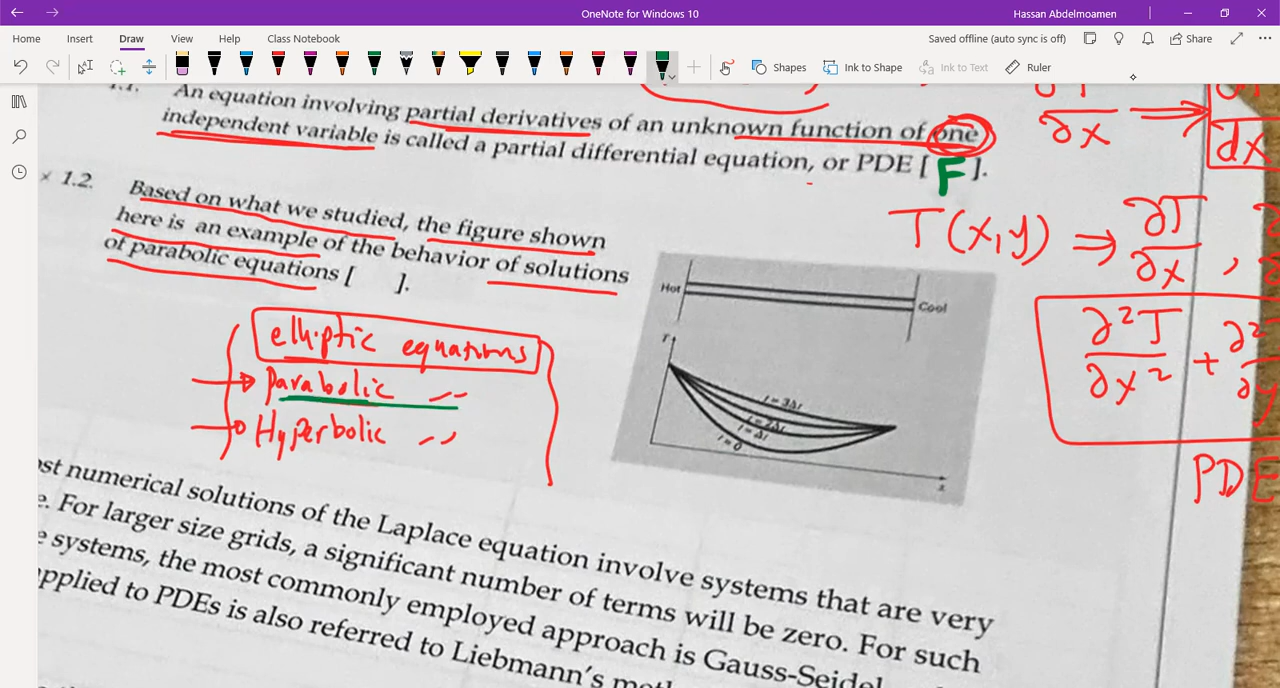 OneNote for Windows 10
Hassan Abdelmoamen
Home Insert Draw View Help Class Notebook
Saved offline (auto sync is off) Share
Shapes Ink to Shape Ink to Text Ruler
An equation involving partial derivatives of an unknown function of one
independent variable is called a partial differential equation, or PDE [ F ].
× 1.2. Based on what we studied, the figure shown
here is an example of the behavior of solutions
of parabolic equations [ ].
elliptic equations
Parabolic
Hyperbolic
Hot
Cool
T
t = 3Δt
t = 2Δt
t = Δt
t = 0
x
∂x ⇒
dx
T(x,y) ⇒ ∂T
∂x ,
∂²T
∂x² +
PDE
numerical solutions of the Laplace equation involve systems that are very
For larger size grids, a significant number of terms will be zero. For such
systems, the most commonly employed approach is Gauss-Seidel
applied to PDEs is also referred to Liebmann's